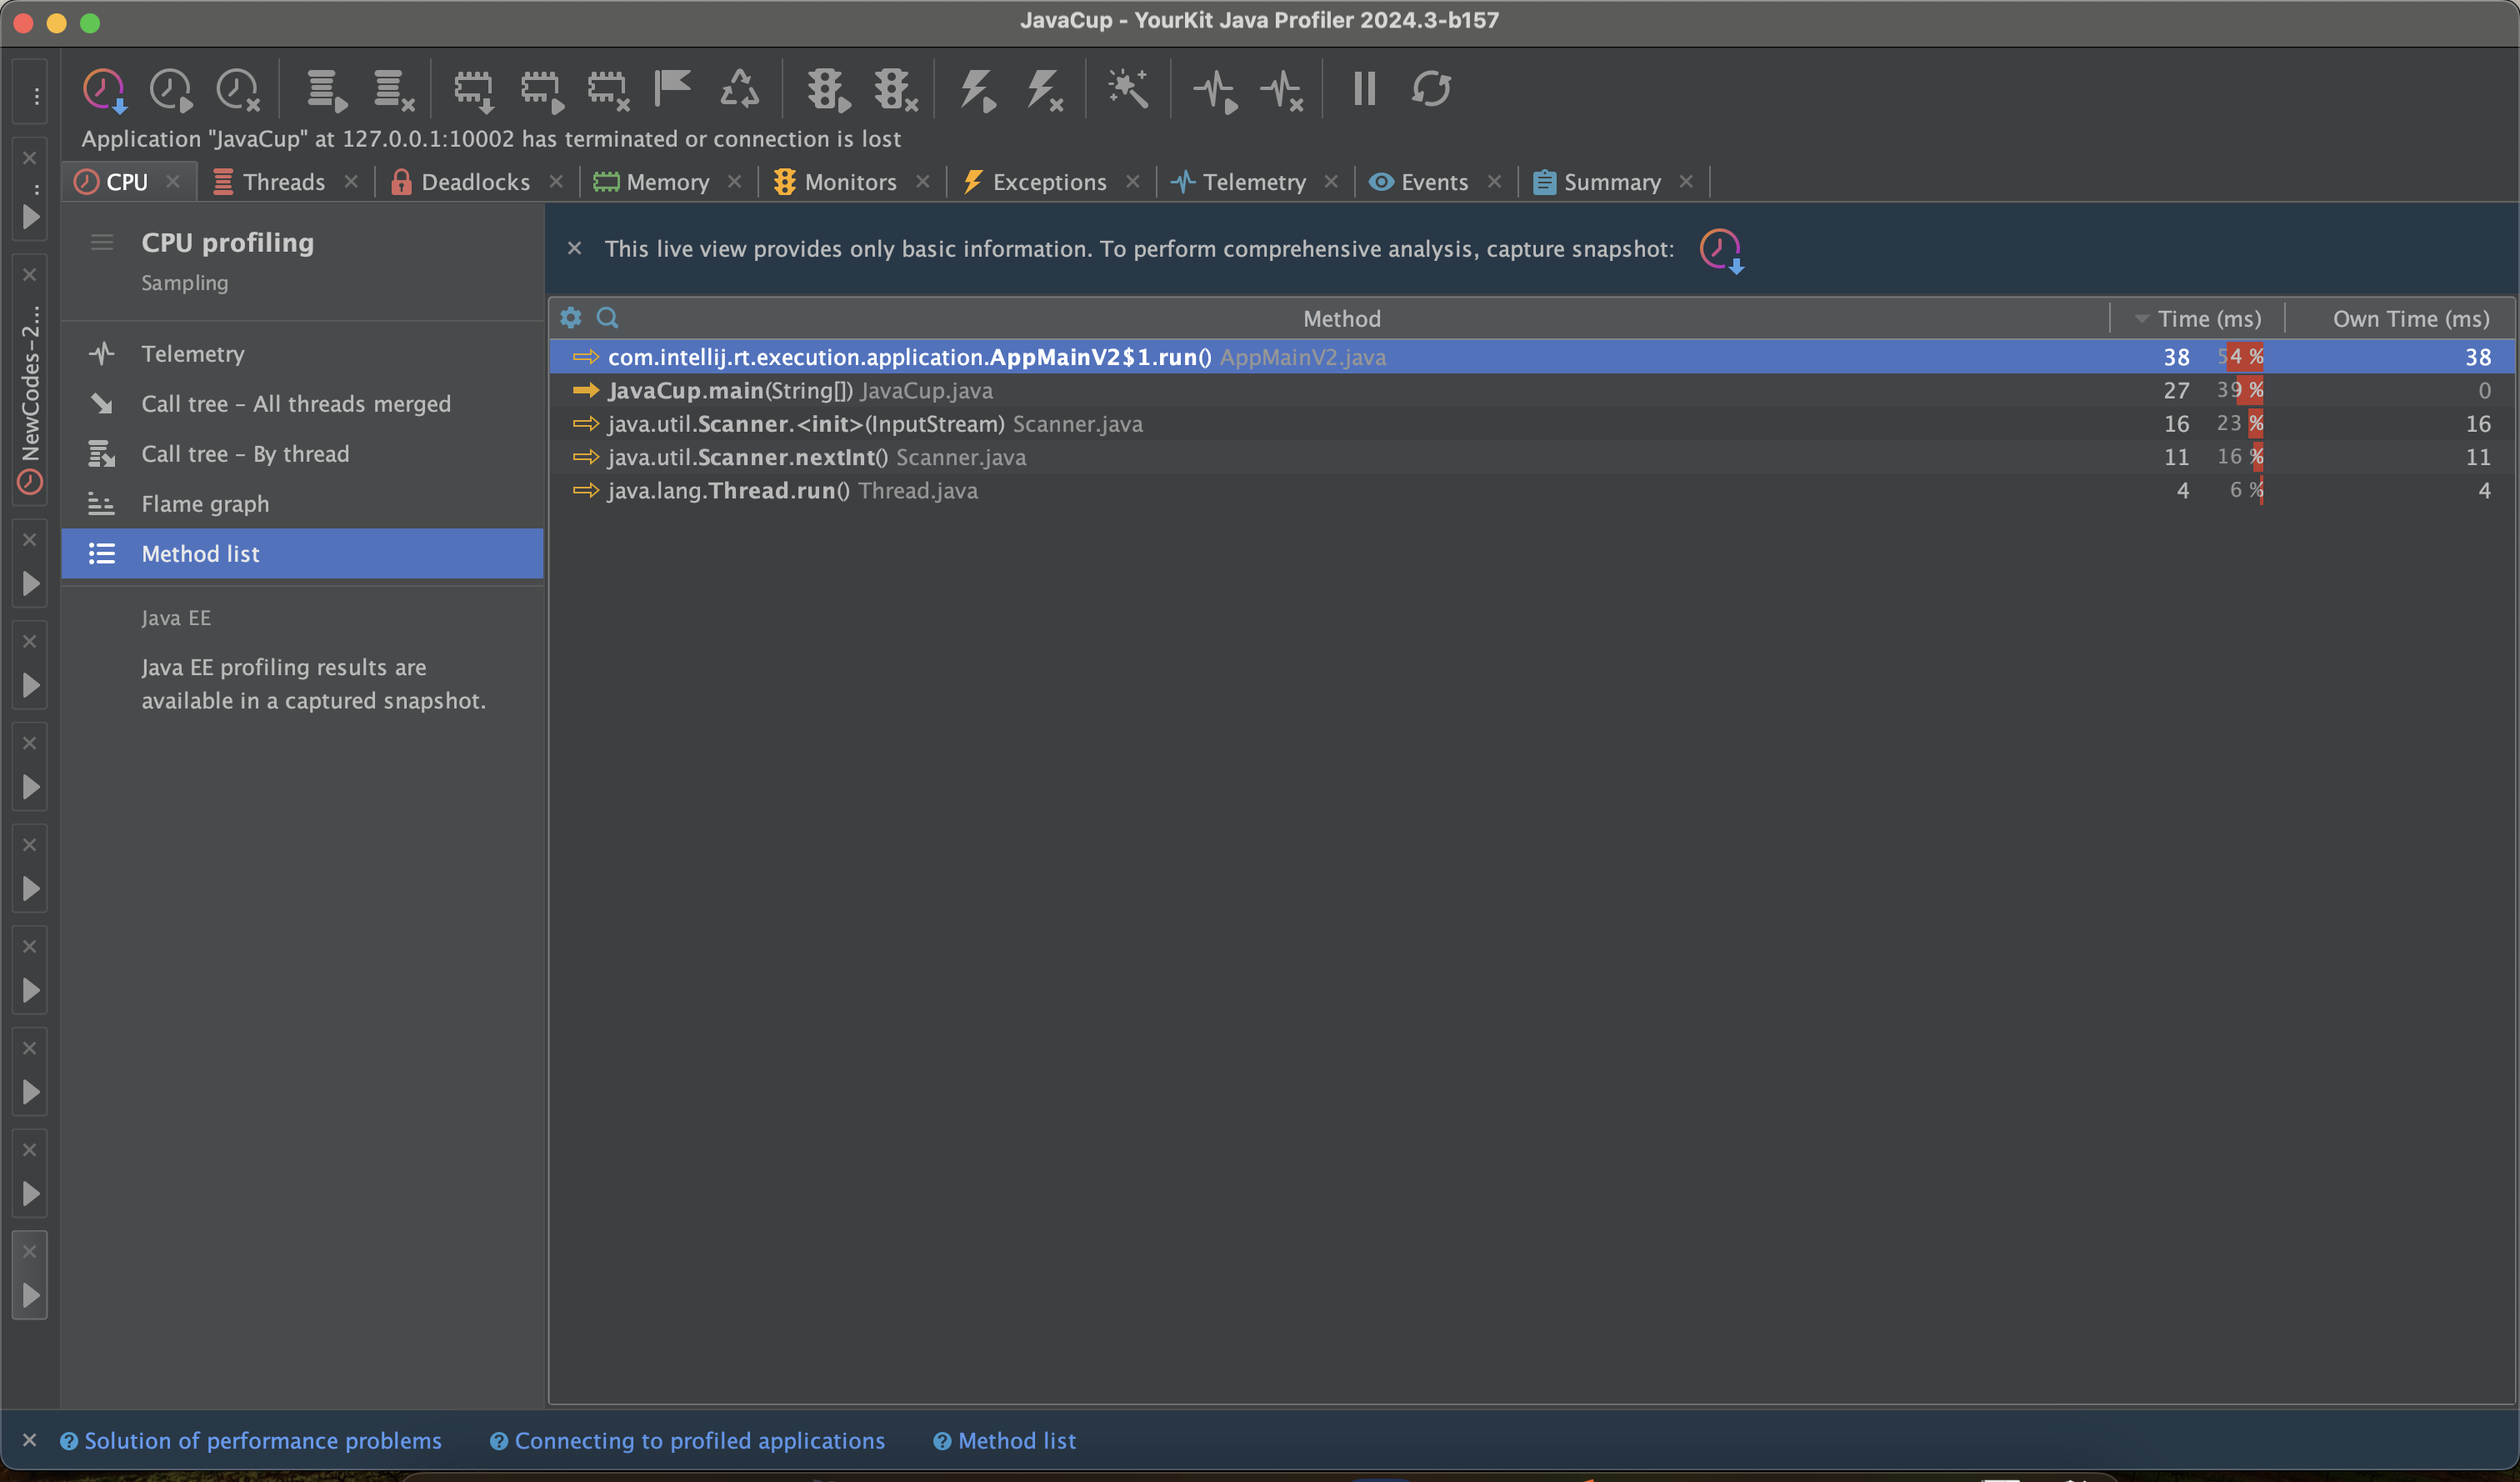 JavaCup - YourKit Java Profiler 2024.3-b157
Application "JavaCup" at 127.0.0.1:10002 has terminated or connection is lost
CPU Threads Deadlocks Memory Monitors Exceptions Telemetry Events Summary
NewCodes-2...
CPU profiling
Sampling
Telemetry
Call tree – All threads merged
Call tree – By thread
Flame graph
Method list
Java EE
Java EE profiling results are
available in a captured snapshot.
This live view provides only basic information. To perform comprehensive analysis, capture snapshot:
Method Time (ms) Own Time (ms)
com.intellij.rt.execution.application.AppMainV2$1.run() AppMainV2.java 38 54 % 38
JavaCup.main(String[]) JavaCup.java 27 39 % 0
java.util.Scanner.<init>(InputStream) Scanner.java 16 23 % 16
java.util.Scanner.nextInt() Scanner.java 11 16 % 11
java.lang.Thread.run() Thread.java 4 6 % 4
Solution of performance problems Connecting to profiled applications Method list